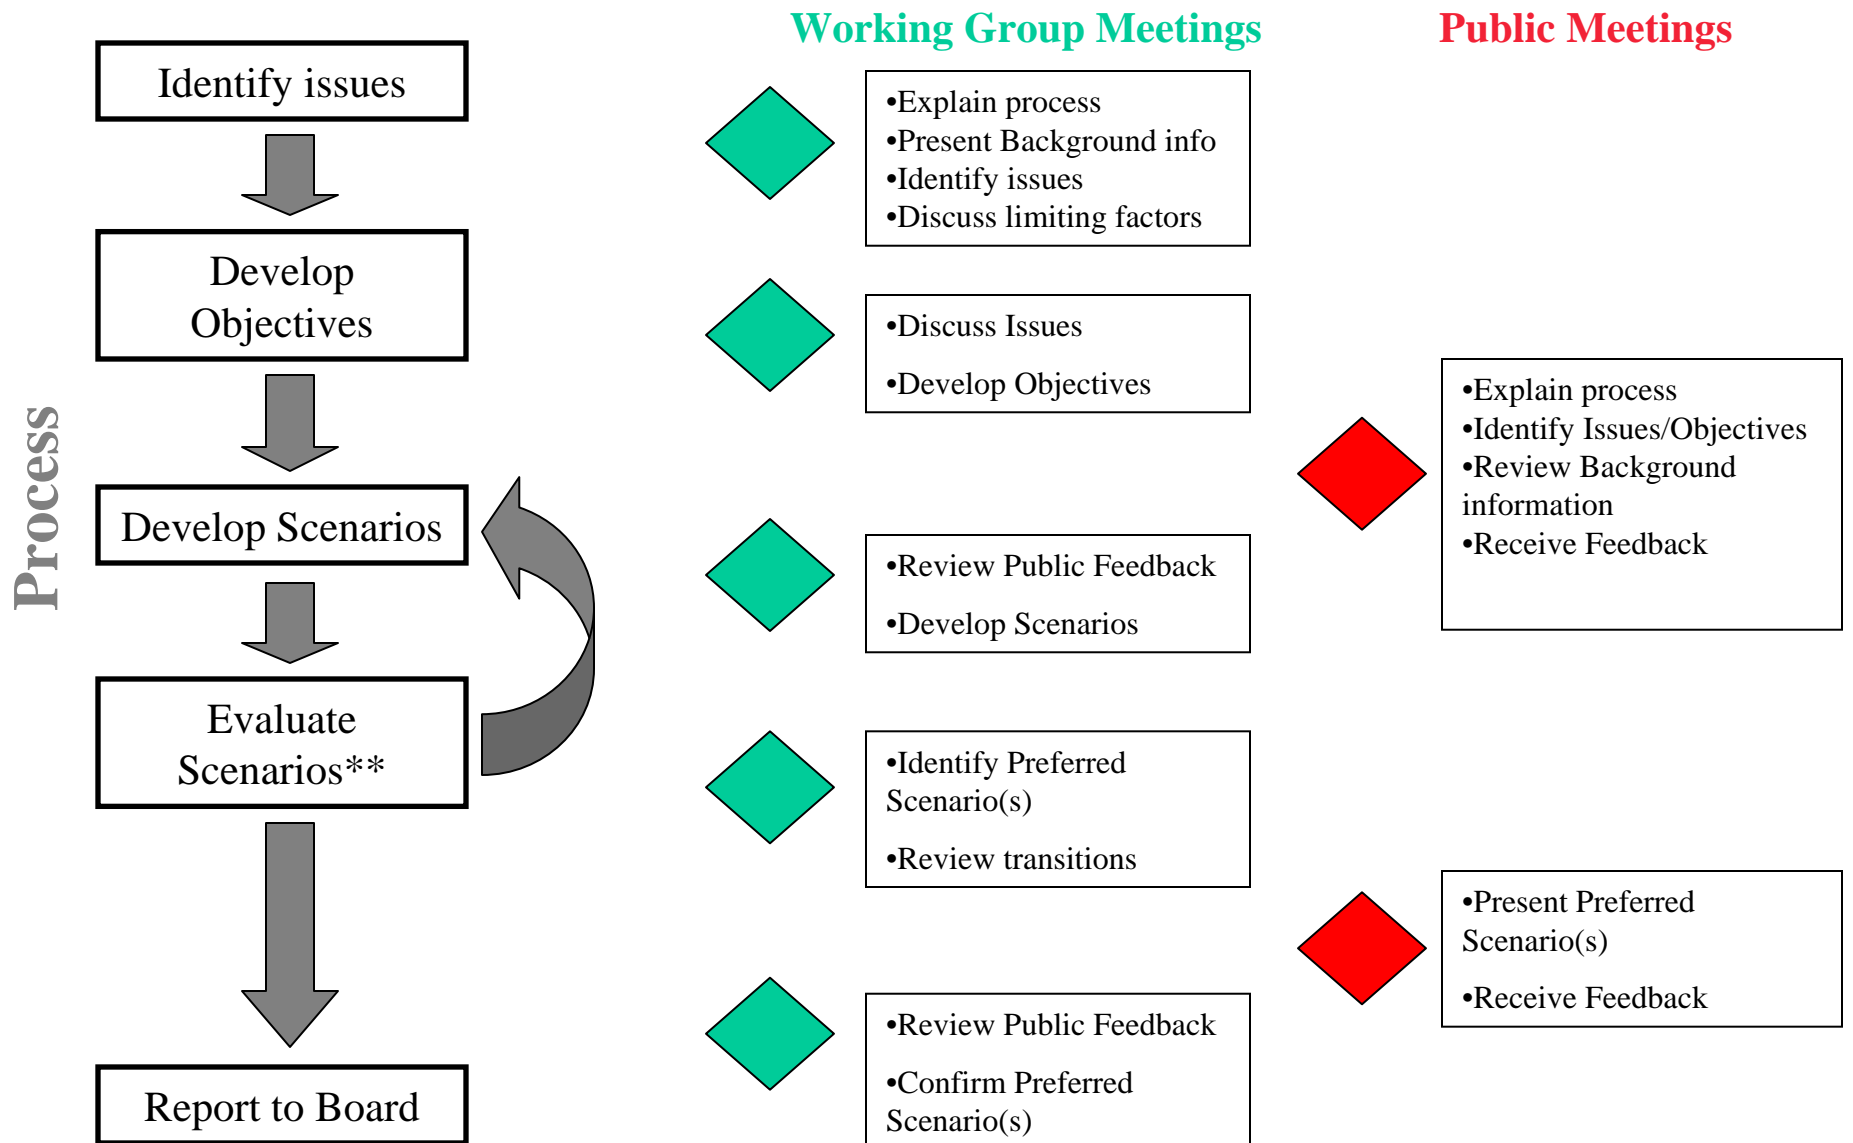 Process
Identify issues
Develop
Objectives
Develop Scenarios
Evaluate
Scenarios**
Report to Board
Working Group Meetings
•Explain process
•Present Background info
•Identify issues
•Discuss limiting factors
•Discuss Issues
•Develop Objectives
•Review Public Feedback
•Develop Scenarios
•Identify Preferred
Scenario(s)
•Review transitions
•Review Public Feedback
•Confirm Preferred
Scenario(s)
Public Meetings
•Explain process
•Identify Issues/Objectives
•Review Background
information
•Receive Feedback
•Present Preferred
Scenario(s)
•Receive Feedback